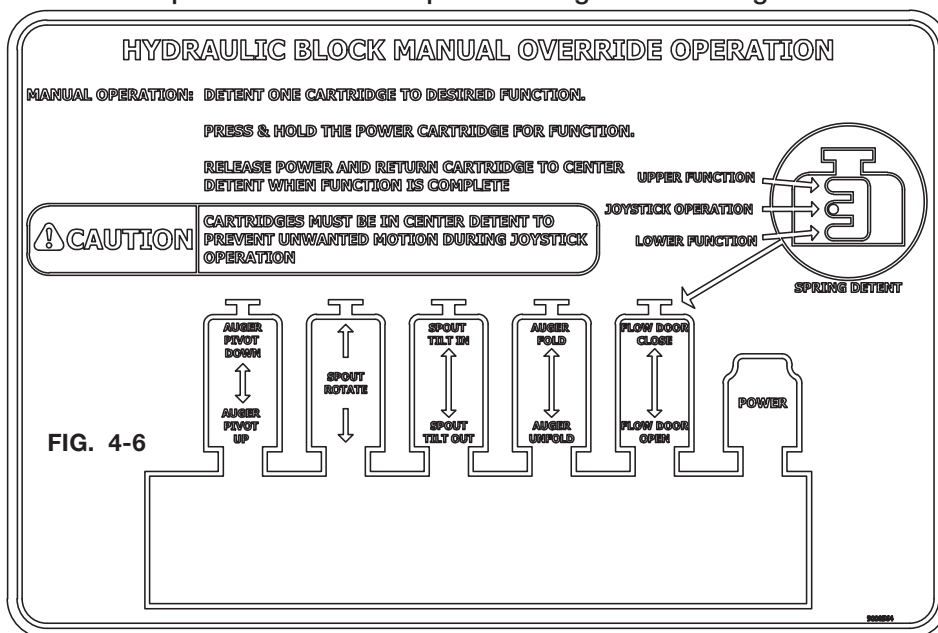 HYDRAULIC BLOCK MANUAL OVERRIDE OPERATION
MANUAL OPERATION: DETENT ONE CARTRIDGE TO DESIRED FUNCTION.
PRESS & HOLD THE POWER CARTRIDGE FOR FUNCTION.
RELEASE POWER AND RETURN CARTRIDGE TO CENTER
DETENT WHEN FUNCTION IS COMPLETE
UPPER FUNCTION
JOYSTICK OPERATION
LOWER FUNCTION
SPRING DETENT
CAUTION
CARTRIDGES MUST BE IN CENTER DETENT TO
PREVENT UNWANTED MOTION DURING JOYSTICK
OPERATION
AUGER
PIVOT
DOWN
AUGER
PIVOT
UP
SPOUT
ROTATE
SPOUT
TILT IN
SPOUT
TILT OUT
AUGER
FOLD
AUGER
UNFOLD
FLOW DOOR
CLOSE
FLOW DOOR
OPEN
POWER
FIG. 4-6